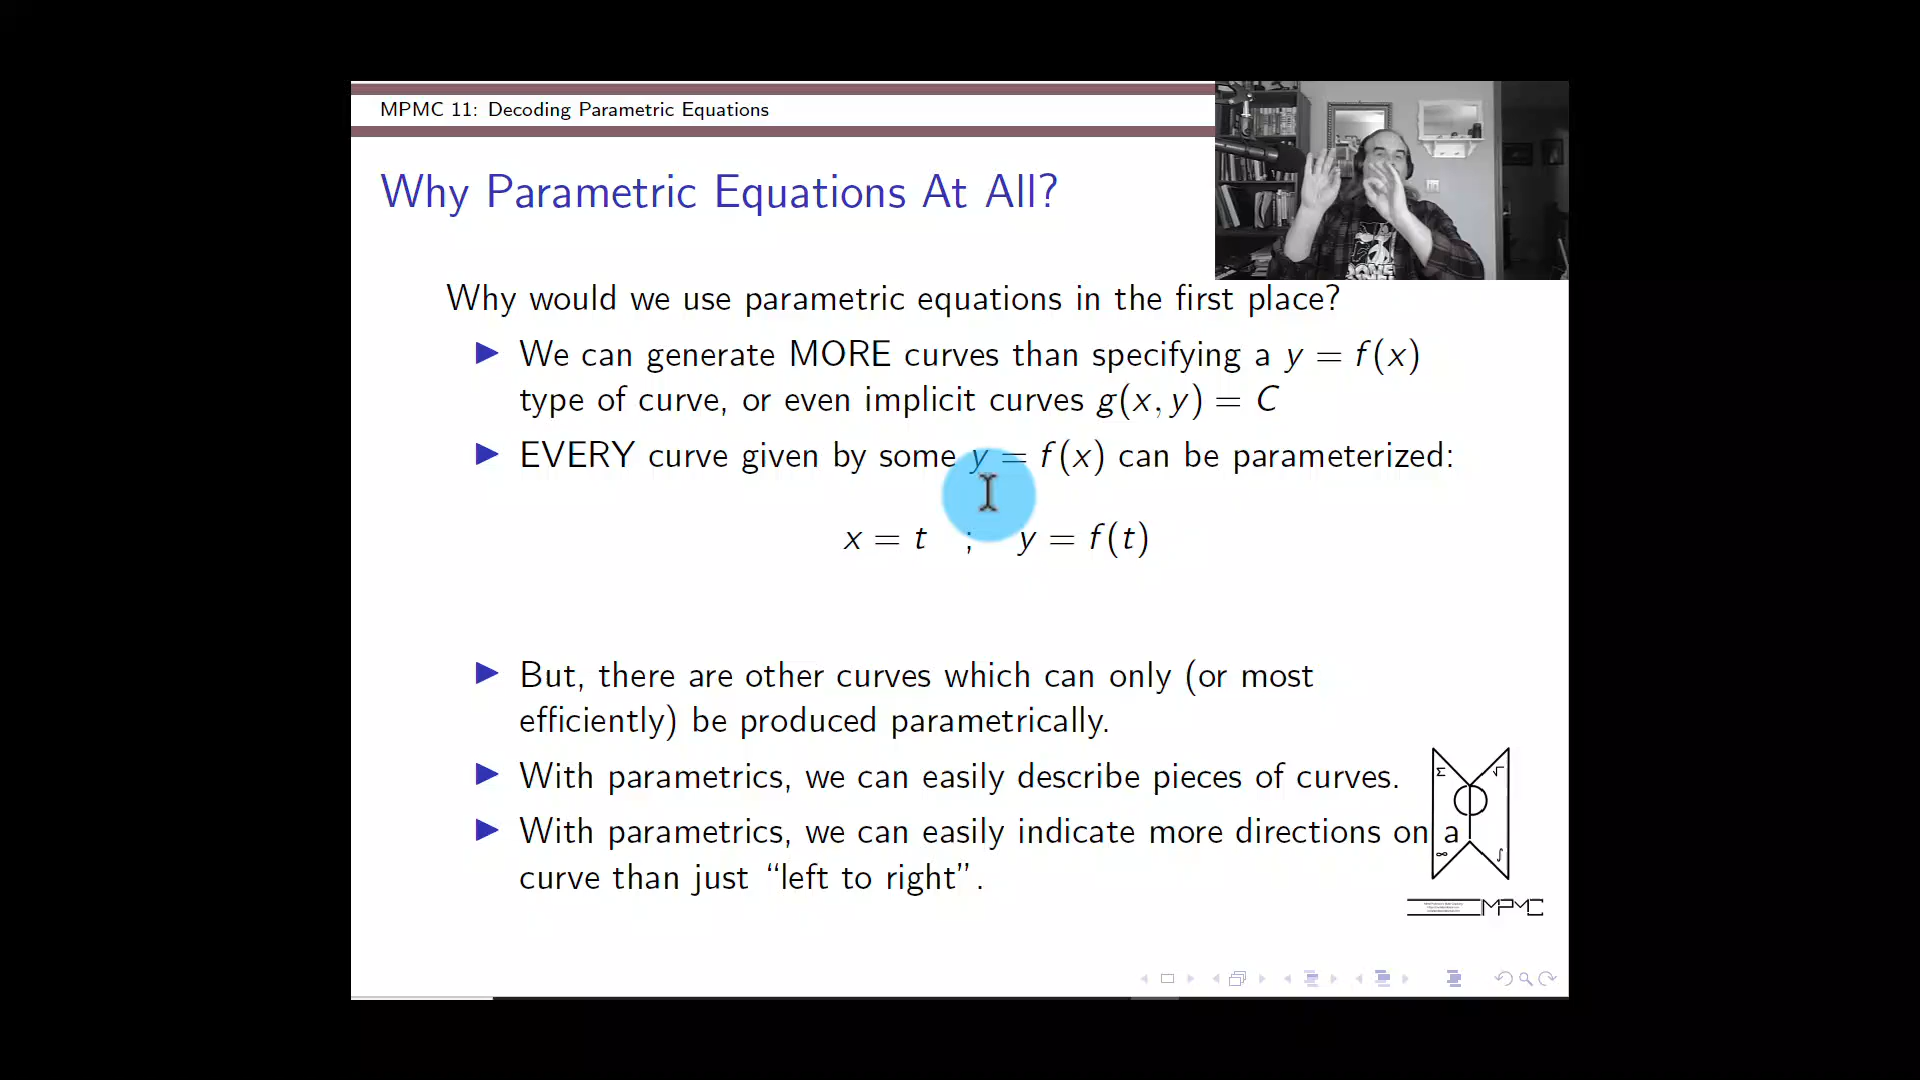 MPMC 11: Decoding Parametric Equations
Why Parametric Equations At All?
Why would we use parametric equations in the first place?
We can generate MORE curves than specifying a y = f(x)
type of curve, or even implicit curves g(x, y) = C
EVERY curve given by some y = f(x) can be parameterized:
x = t ; y = f(t)
But, there are other curves which can only (or most
efficiently) be produced parametrically.
With parametrics, we can easily describe pieces of curves.
With parametrics, we can easily indicate more directions on a
curve than just “left to right”.
Σ √
∞ ∫
MPMC